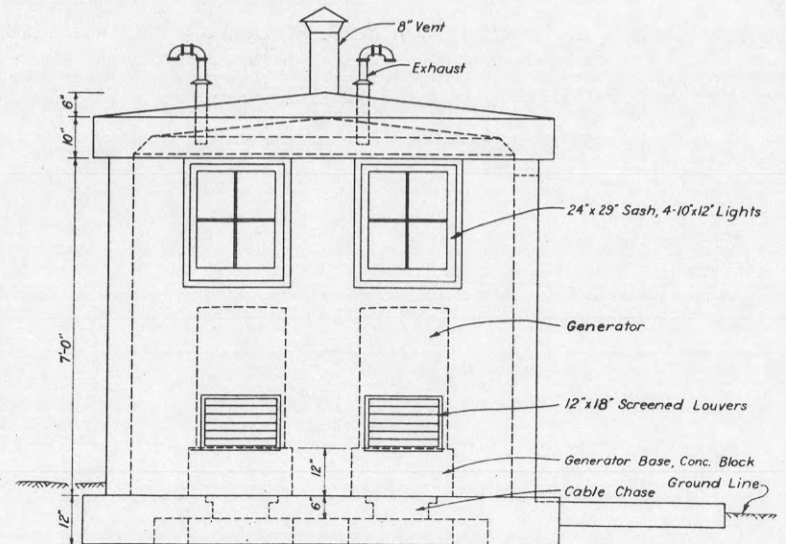 8" Vent
Exhaust
6"
10"
24"x 29" Sash, 4-10"x12" Lights
7'-0"
Generator
12"x18" Screened Louvers
12"
Generator Base, Conc. Block
Cable Chase
Ground Line
6"
12"